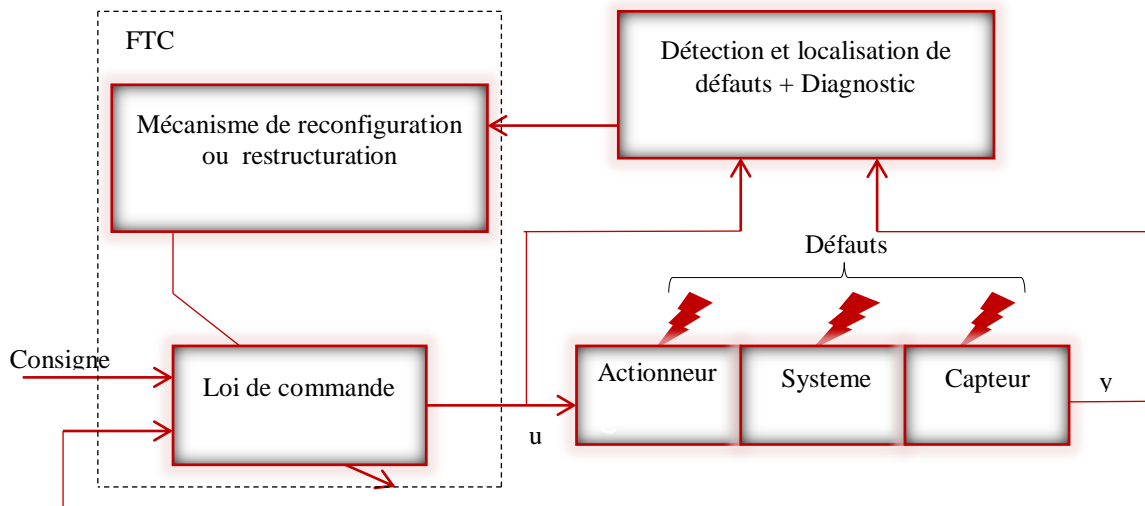 FTC
Détection et localisation de
défauts + Diagnostic
Mécanisme de reconfiguration
ou restructuration
Défauts
Consigne
Loi de commande
Actionneur
Systeme
Capteur
y
u